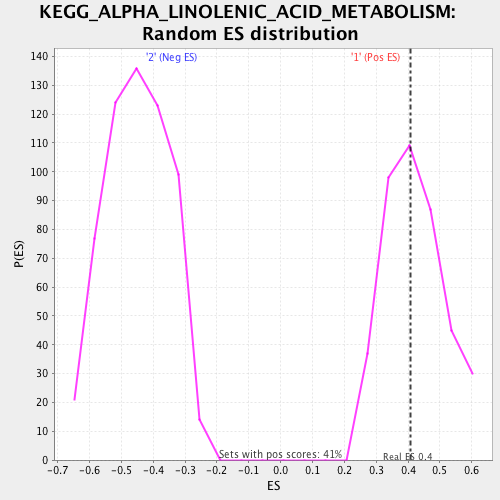 KEGG_ALPHA_LINOLENIC_ACID_METABOLISM:
Random ES distribution
'2' (Neg ES)
'1' (Pos ES)
140
130
120
110
100
90
80
70
60
50
40
30
20
10
0
P(ES)
Sets with pos scores: 41%
Real ES 0.4
-0.7 -0.6 -0.5 -0.4 -0.3 -0.2 -0.1 0.0 0.1 0.2 0.3 0.4 0.5 0.6
ES